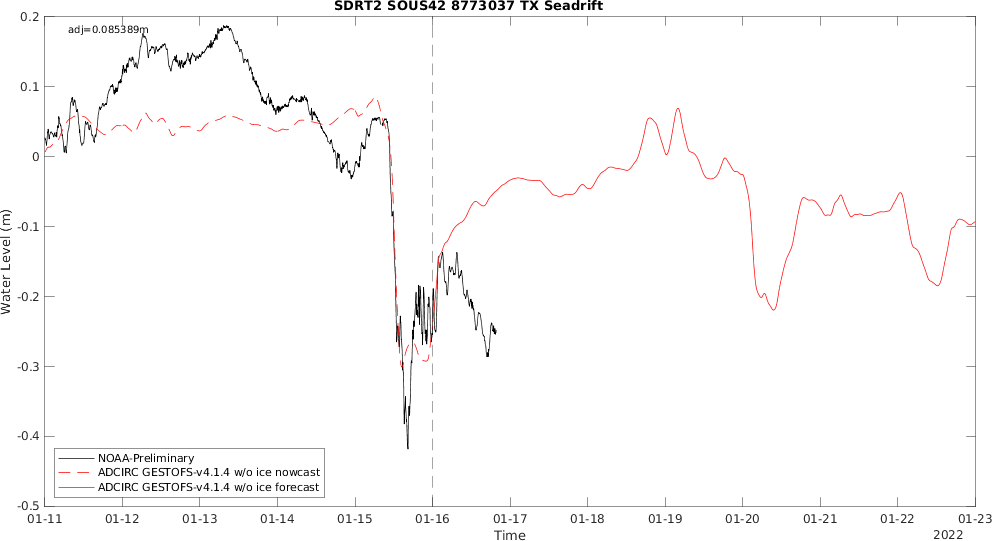 SDRT2 SOUS42 8773037 TX Seadrift
adj=0.085389m
0.2
0.1
0
-0.1
-0.2
-0.3
-0.4
-0.5
Water Level (m)
NOAA-Preliminary
ADCIRC GESTOFS-v4.1.4 w/o ice nowcast
ADCIRC GESTOFS-v4.1.4 w/o ice forecast
01-11 01-12 01-13 01-14 01-15 01-16 01-17 01-18 01-19 01-20 01-21 01-22 01-23
Time
2022